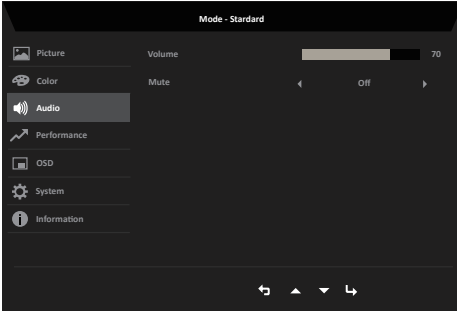 Mode - Stardard
Picture
Volume 70
Color
Mute Off
Audio
Performance
OSD
System
Information